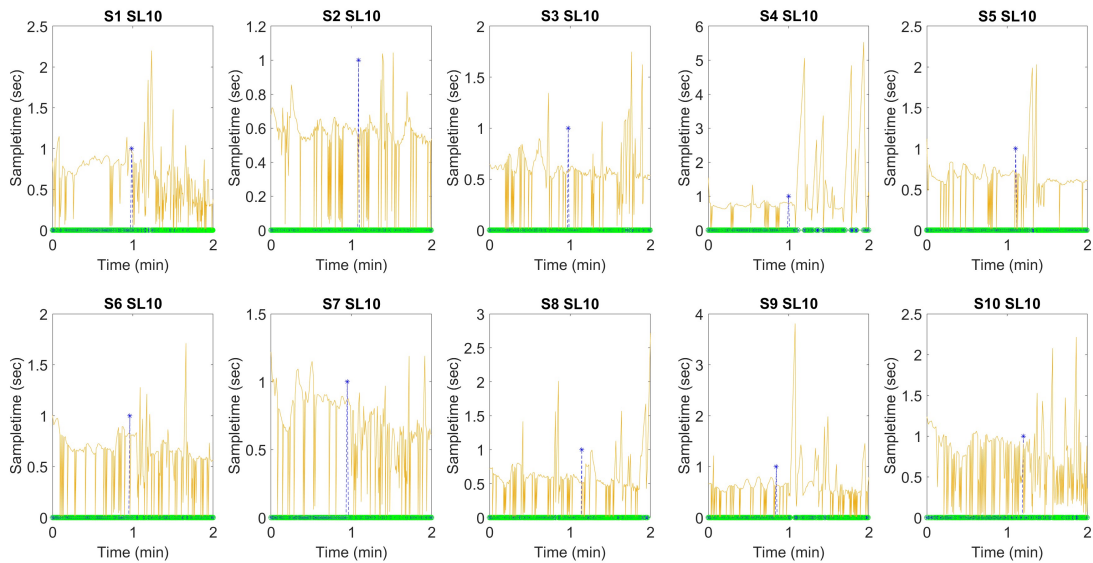 S1 SL10
S2 SL10
S3 SL10
S4 SL10
S5 SL10
Sampletime (sec)
2.5
2
1.5
1
0.5
0
0
1
2
Time (min)
Sampletime (sec)
1.2
1
0.8
0.6
0.4
0.2
0
0
1
2
Time (min)
Sampletime (sec)
2
1.5
1
0.5
0
0
1
2
Time (min)
Sampletime (sec)
6
5
4
3
2
1
0
0
1
2
Time (min)
Sampletime (sec)
2.5
2
1.5
1
0.5
0
0
1
2
Time (min)
S6 SL10
S7 SL10
S8 SL10
S9 SL10
S10 SL10
Sampletime (sec)
2
1.5
1
0.5
0
0
1
2
Time (min)
Sampletime (sec)
1.5
1
0.5
0
0
1
2
Time (min)
Sampletime (sec)
3
2.5
2
1.5
1
0.5
0
0
1
2
Time (min)
Sampletime (sec)
4
3
2
1
0
0
1
2
Time (min)
Sampletime (sec)
2.5
2
1.5
1
0.5
0
0
1
2
Time (min)